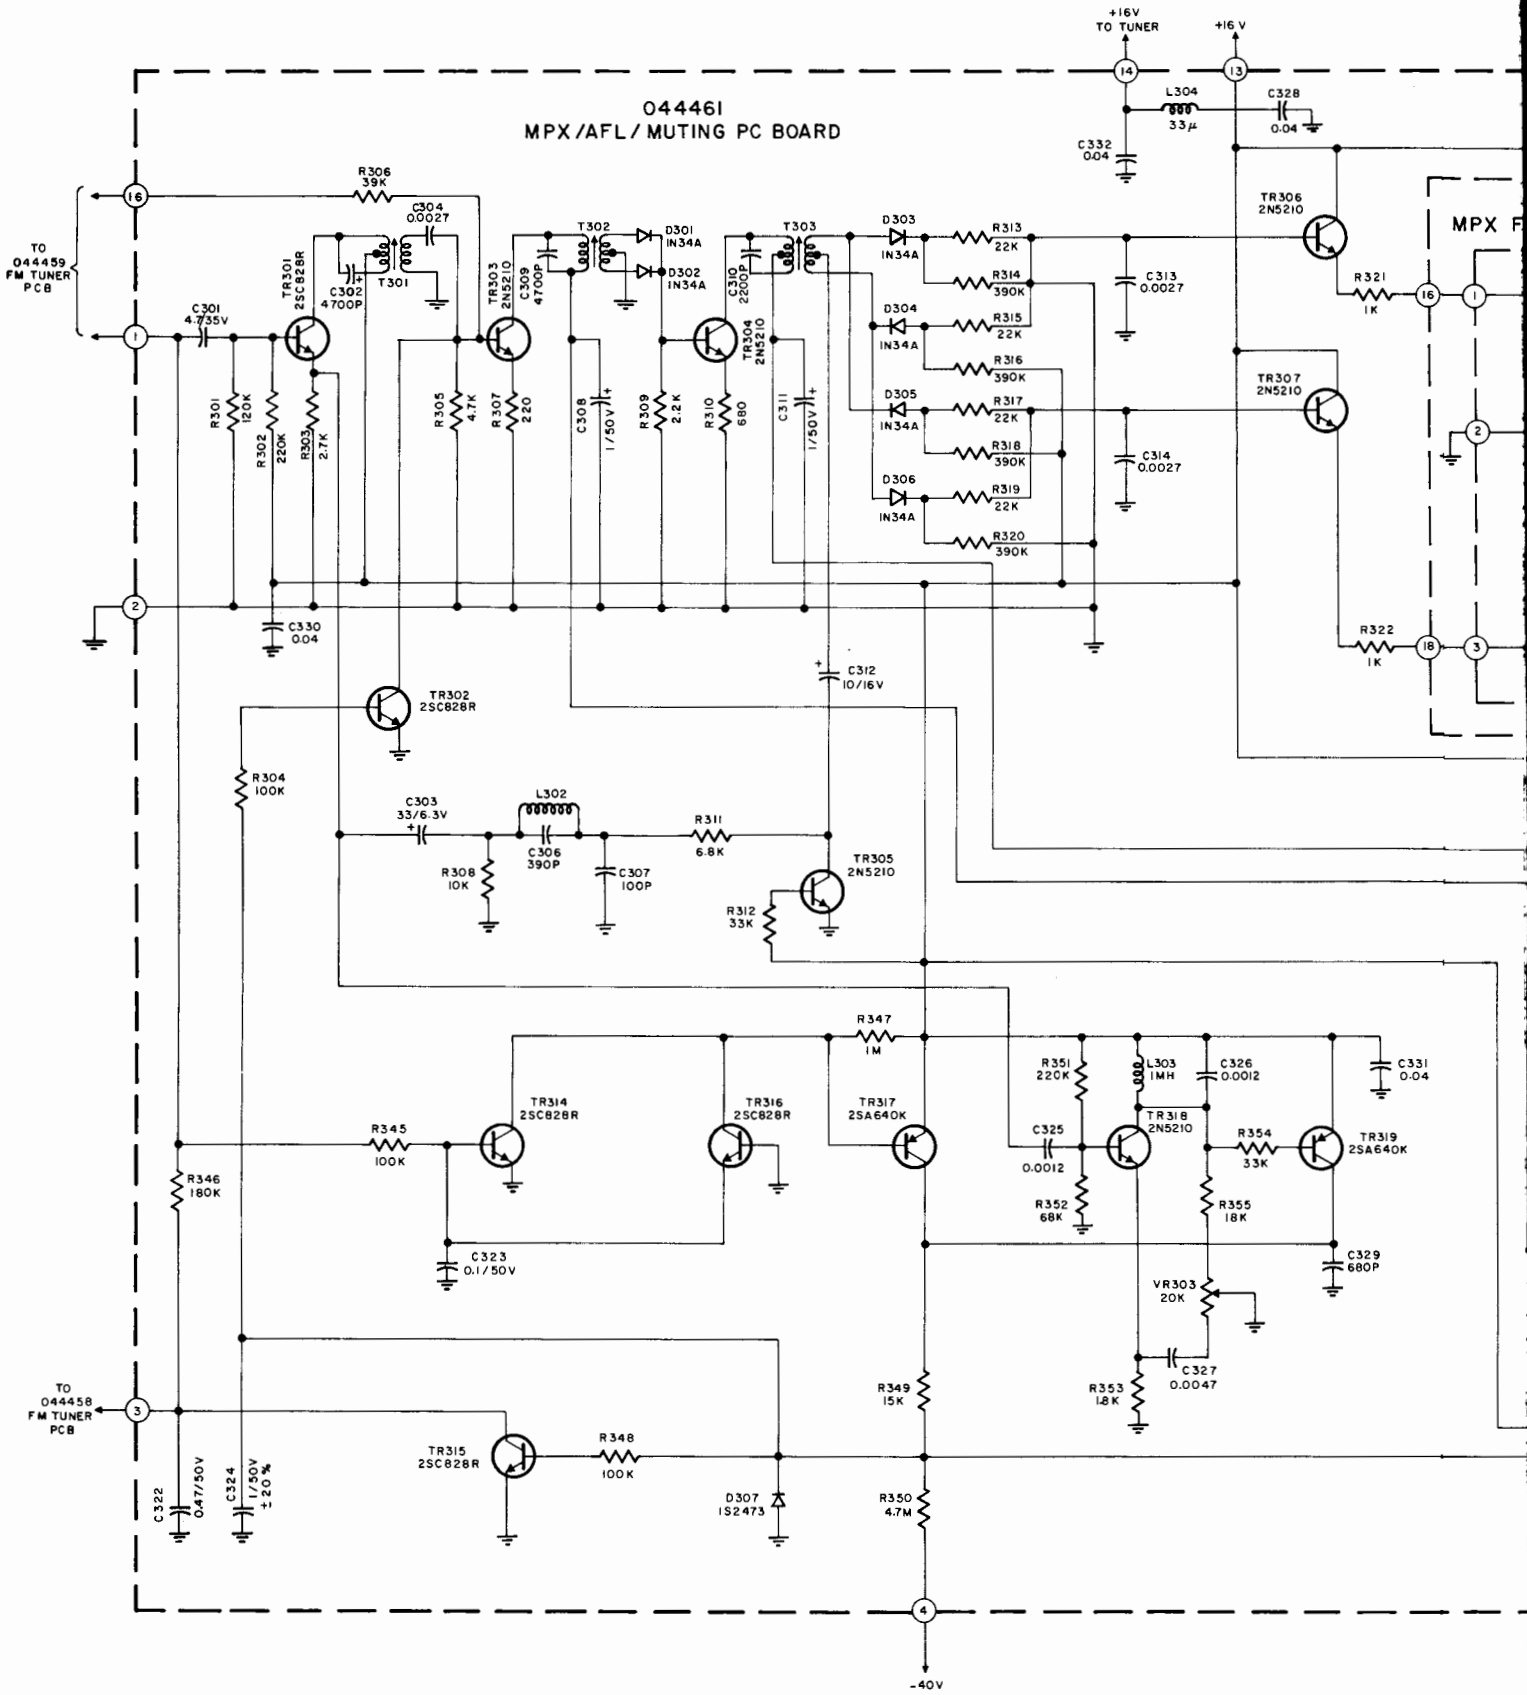 +16V
TO TUNER
+16 V
14
13
044461
MPX/AFL/MUTING PC BOARD
L304
33µ
C328
0.04
C332
0.04
16
R306
39K
C304
0.0027
TO
044459
FM TUNER
PCB
TR301
2SC828R
C302
4700P
T301
TR303
2N5210
C309
4700P
T302
D301
1N34A
D302
1N34A
C310
2200P
T303
TR304
2N5210
D303
1N34A
R313
22K
R314
390K
D304
1N34A
R315
22K
R316
390K
D305
1N34A
R317
22K
R318
390K
D306
1N34A
R319
22K
R320
390K
C313
0.0027
C314
0.0027
TR306
2N5210
R321
1K
MPX F
16
1
TR307
2N5210
2
R322
1K
18
3
1
C301
4.7/35V
R301
120K
R302
220K
R303
2.7K
R305
4.7K
R307
220
C308
1/50V
R309
2.2K
R310
680
C311
1/50V
2
C330
0.04
TR302
2SC828R
C312
10/16V
R304
100K
C303
33/6.3V
L302
C306
390P
R308
10K
C307
100P
R311
6.8K
TR305
2N5210
R312
33K
R347
1M
R351
220K
L303
1MH
C326
0.0012
C331
0.04
TR314
2SC828R
TR316
2SC828R
TR317
2SA640K
TR318
2N5210
TR319
2SA640K
R345
100K
C325
0.0012
R354
33K
R346
180K
R352
68K
R355
18K
C323
0.1/50V
C329
680P
VR303
20K
C327
0.0047
R349
15K
R353
1.8K
TO
044458
FM TUNER
PCB
3
TR315
2SC828R
R348
100K
C322
0.47/50V
C324
1/50V
±20%
D307
1S2473
R350
4.7M
4
-40V